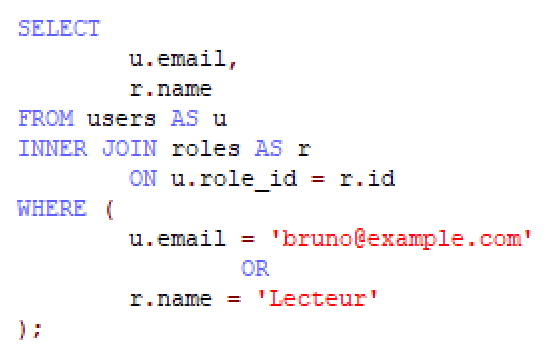 SELECT
u.email,
r.name
FROM users AS u
INNER JOIN roles AS r
ON u.role_id = r.id
WHERE (
u.email = 'bruno@example.com'
OR
r.name = 'Lecteur'
);